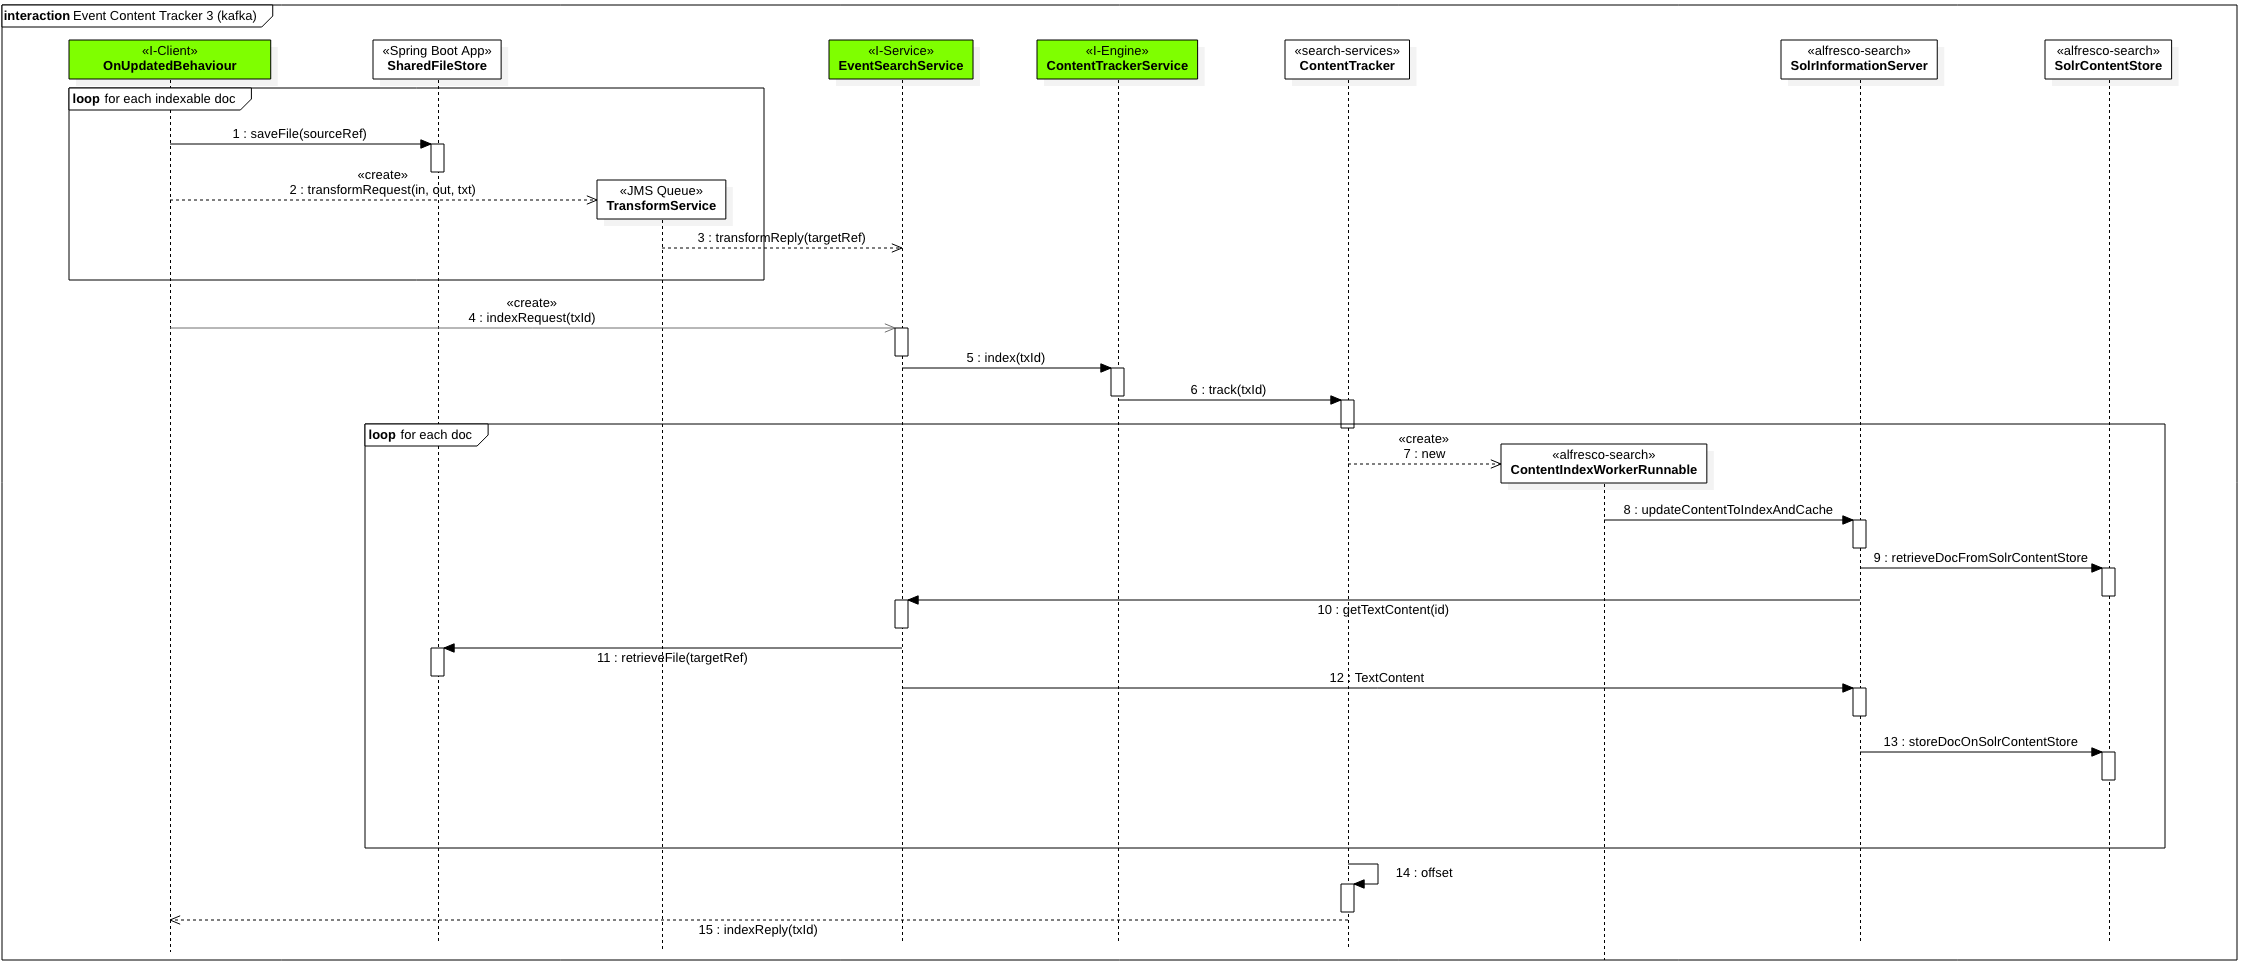 interaction Event Content Tracker 3 (kafka)
«I-Client»
OnUpdatedBehaviour
«Spring Boot App»
SharedFileStore
«I-Service»
EventSearchService
«I-Engine»
ContentTrackerService
«search-services»
ContentTracker
«alfresco-search»
SolrInformationServer
«alfresco-search»
SolrContentStore
loop for each indexable doc
1 : saveFile(sourceRef)
«create»
2 : transformRequest(in, out, txt)
«JMS Queue»
TransformService
3 : transformReply(targetRef)
«create»
4 : indexRequest(txId)
5 : index(txId)
6 : track(txId)
loop for each doc
«create»
7 : new
«alfresco-search»
ContentIndexWorkerRunnable
8 : updateContentToIndexAndCache
9 : retrieveDocFromSolrContentStore
10 : getTextContent(id)
11 : retrieveFile(targetRef)
12 : TextContent
13 : storeDocOnSolrContentStore
14 : offset
15 : indexReply(txId)